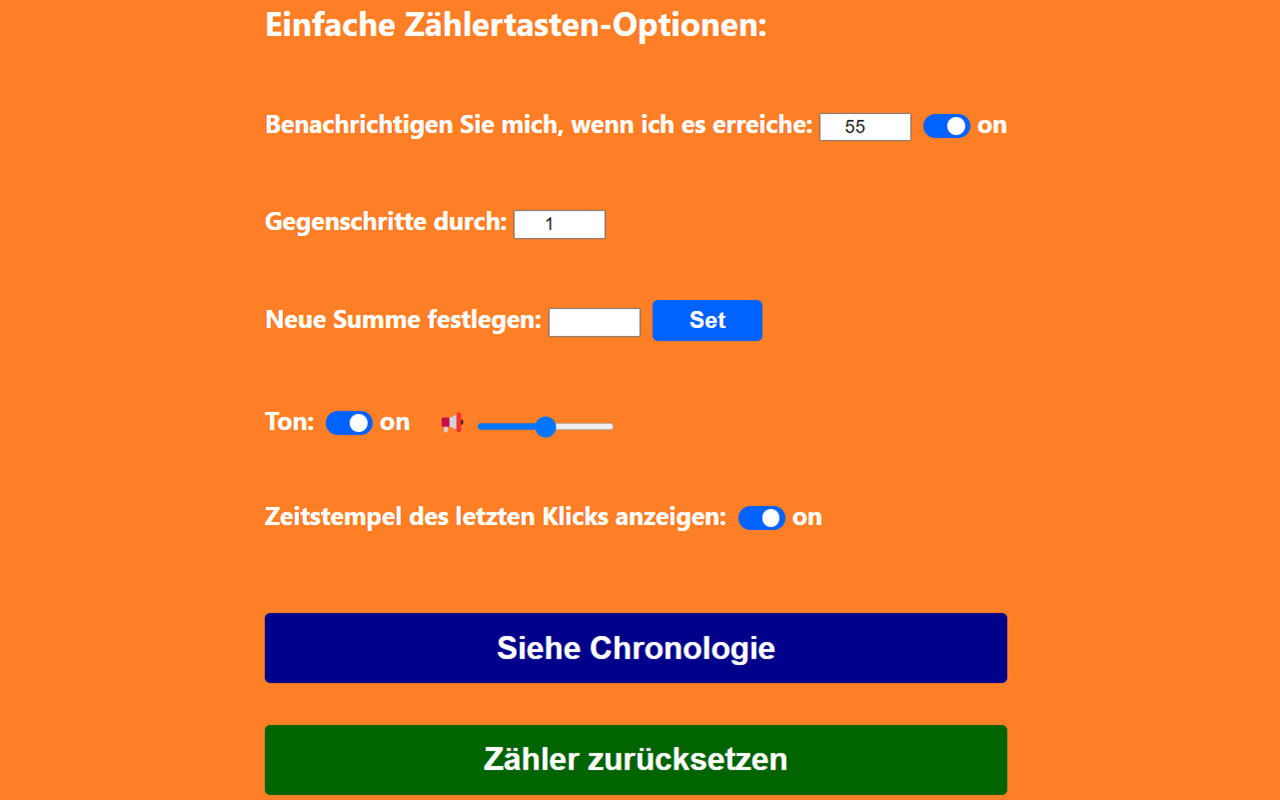 Einfache Zählertasten-Optionen:
Benachrichtigen Sie mich, wenn ich es erreiche: 55 on
Gegenschritte durch: 1
Neue Summe festlegen: Set
Ton: on
Zeitstempel des letzten Klicks anzeigen: on
Siehe Chronologie
Zähler zurücksetzen